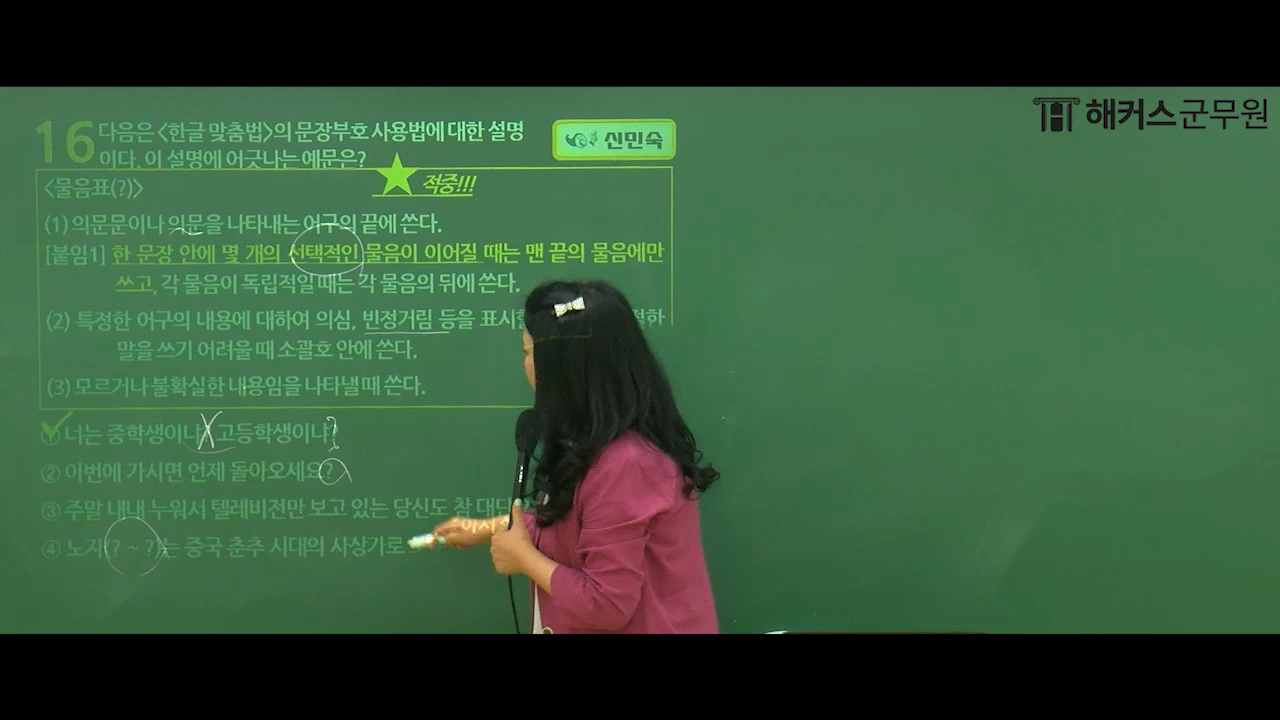 해커스군무원
16 다음은 <한글 맞춤법>의 문장부호 사용법에 대한 설명
이다. 이 설명에 어긋나는 예문은?
신민숙
<물음표(?)>
적중!!!
(1) 의문문이나 의문을 나타내는 어구의 끝에 쓴다.
[붙임1] 한 문장 안에 몇 개의 선택적인 물음이 이어질 때는 맨 끝의 물음에만
쓰고, 각 물음이 독립적일 때는 각 물음의 뒤에 쓴다.
(2) 특정한 어구의 내용에 대하여 의심, 빈정거림 등을 표시
말을 쓰기 어려울 때 소괄호 안에 쓴다.
(3) 모르거나 불확실한 내용임을 나타낼 때 쓴다.
① 너는 중학생이냐 X 고등학생이냐?
② 이번에 가시면 언제 돌아오세요?
③ 주말 내내 누워서 텔레비전만 보고 있는 당신도 참
④ 노자(? ~ ?)는 중국 춘추 시대의 사상가로